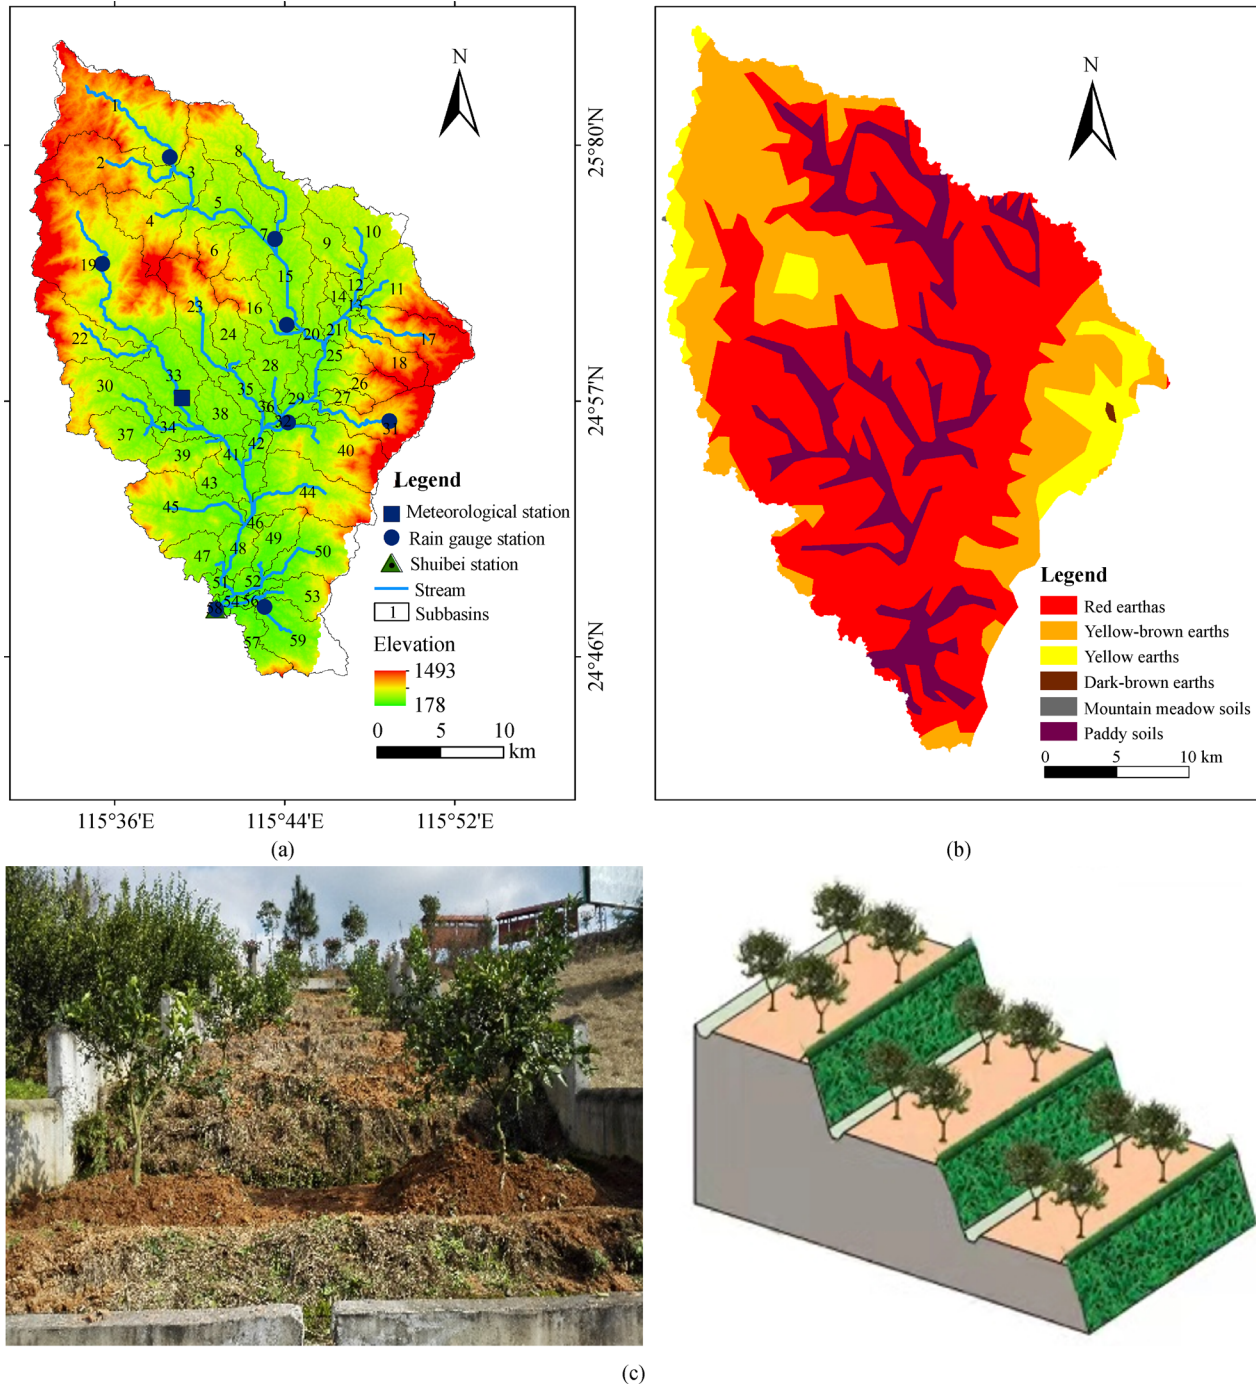 N
25°80'N
24°57'N
24°46'N
1
2
3
8
4
5
7
10
6
9
19
15
12
11
14
13
23
16
24
20
21
17
22
25
18
28
33
26
30
35
29
27
36
38
32
31
37
34
42
40
39
41
43
44
45
46
49
47
48
50
51
52
53
54
56
58
57
59
Legend
Meteorological station
Rain gauge station
Shuibei station
Stream
1 Subbasins
Elevation
1493
178
0 5 10
km
115°36'E 115°44'E 115°52'E
(a)
N
Legend
Red earthas
Yellow-brown earths
Yellow earths
Dark-brown earths
Mountain meadow soils
Paddy soils
0 5 10 km
(b)
(c)